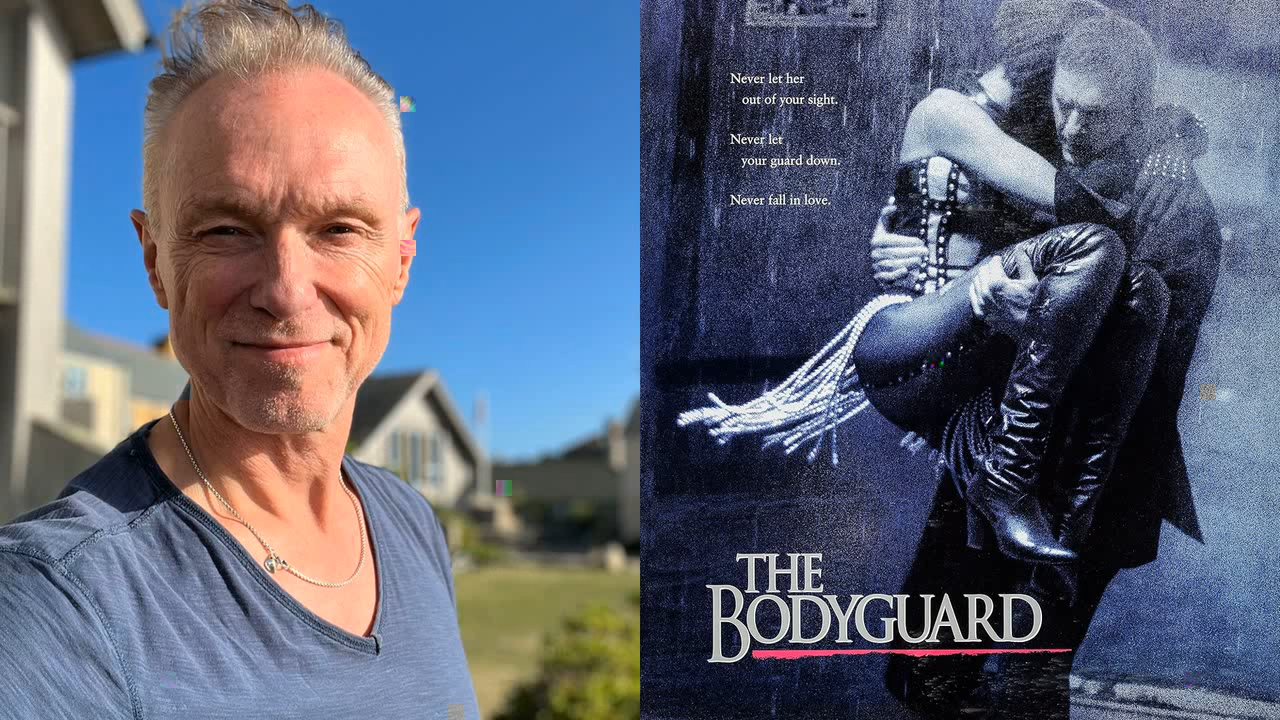 Never let her
out of your sight.
Never let
your guard down.
Never fall in love.
THE
BODYGUARD